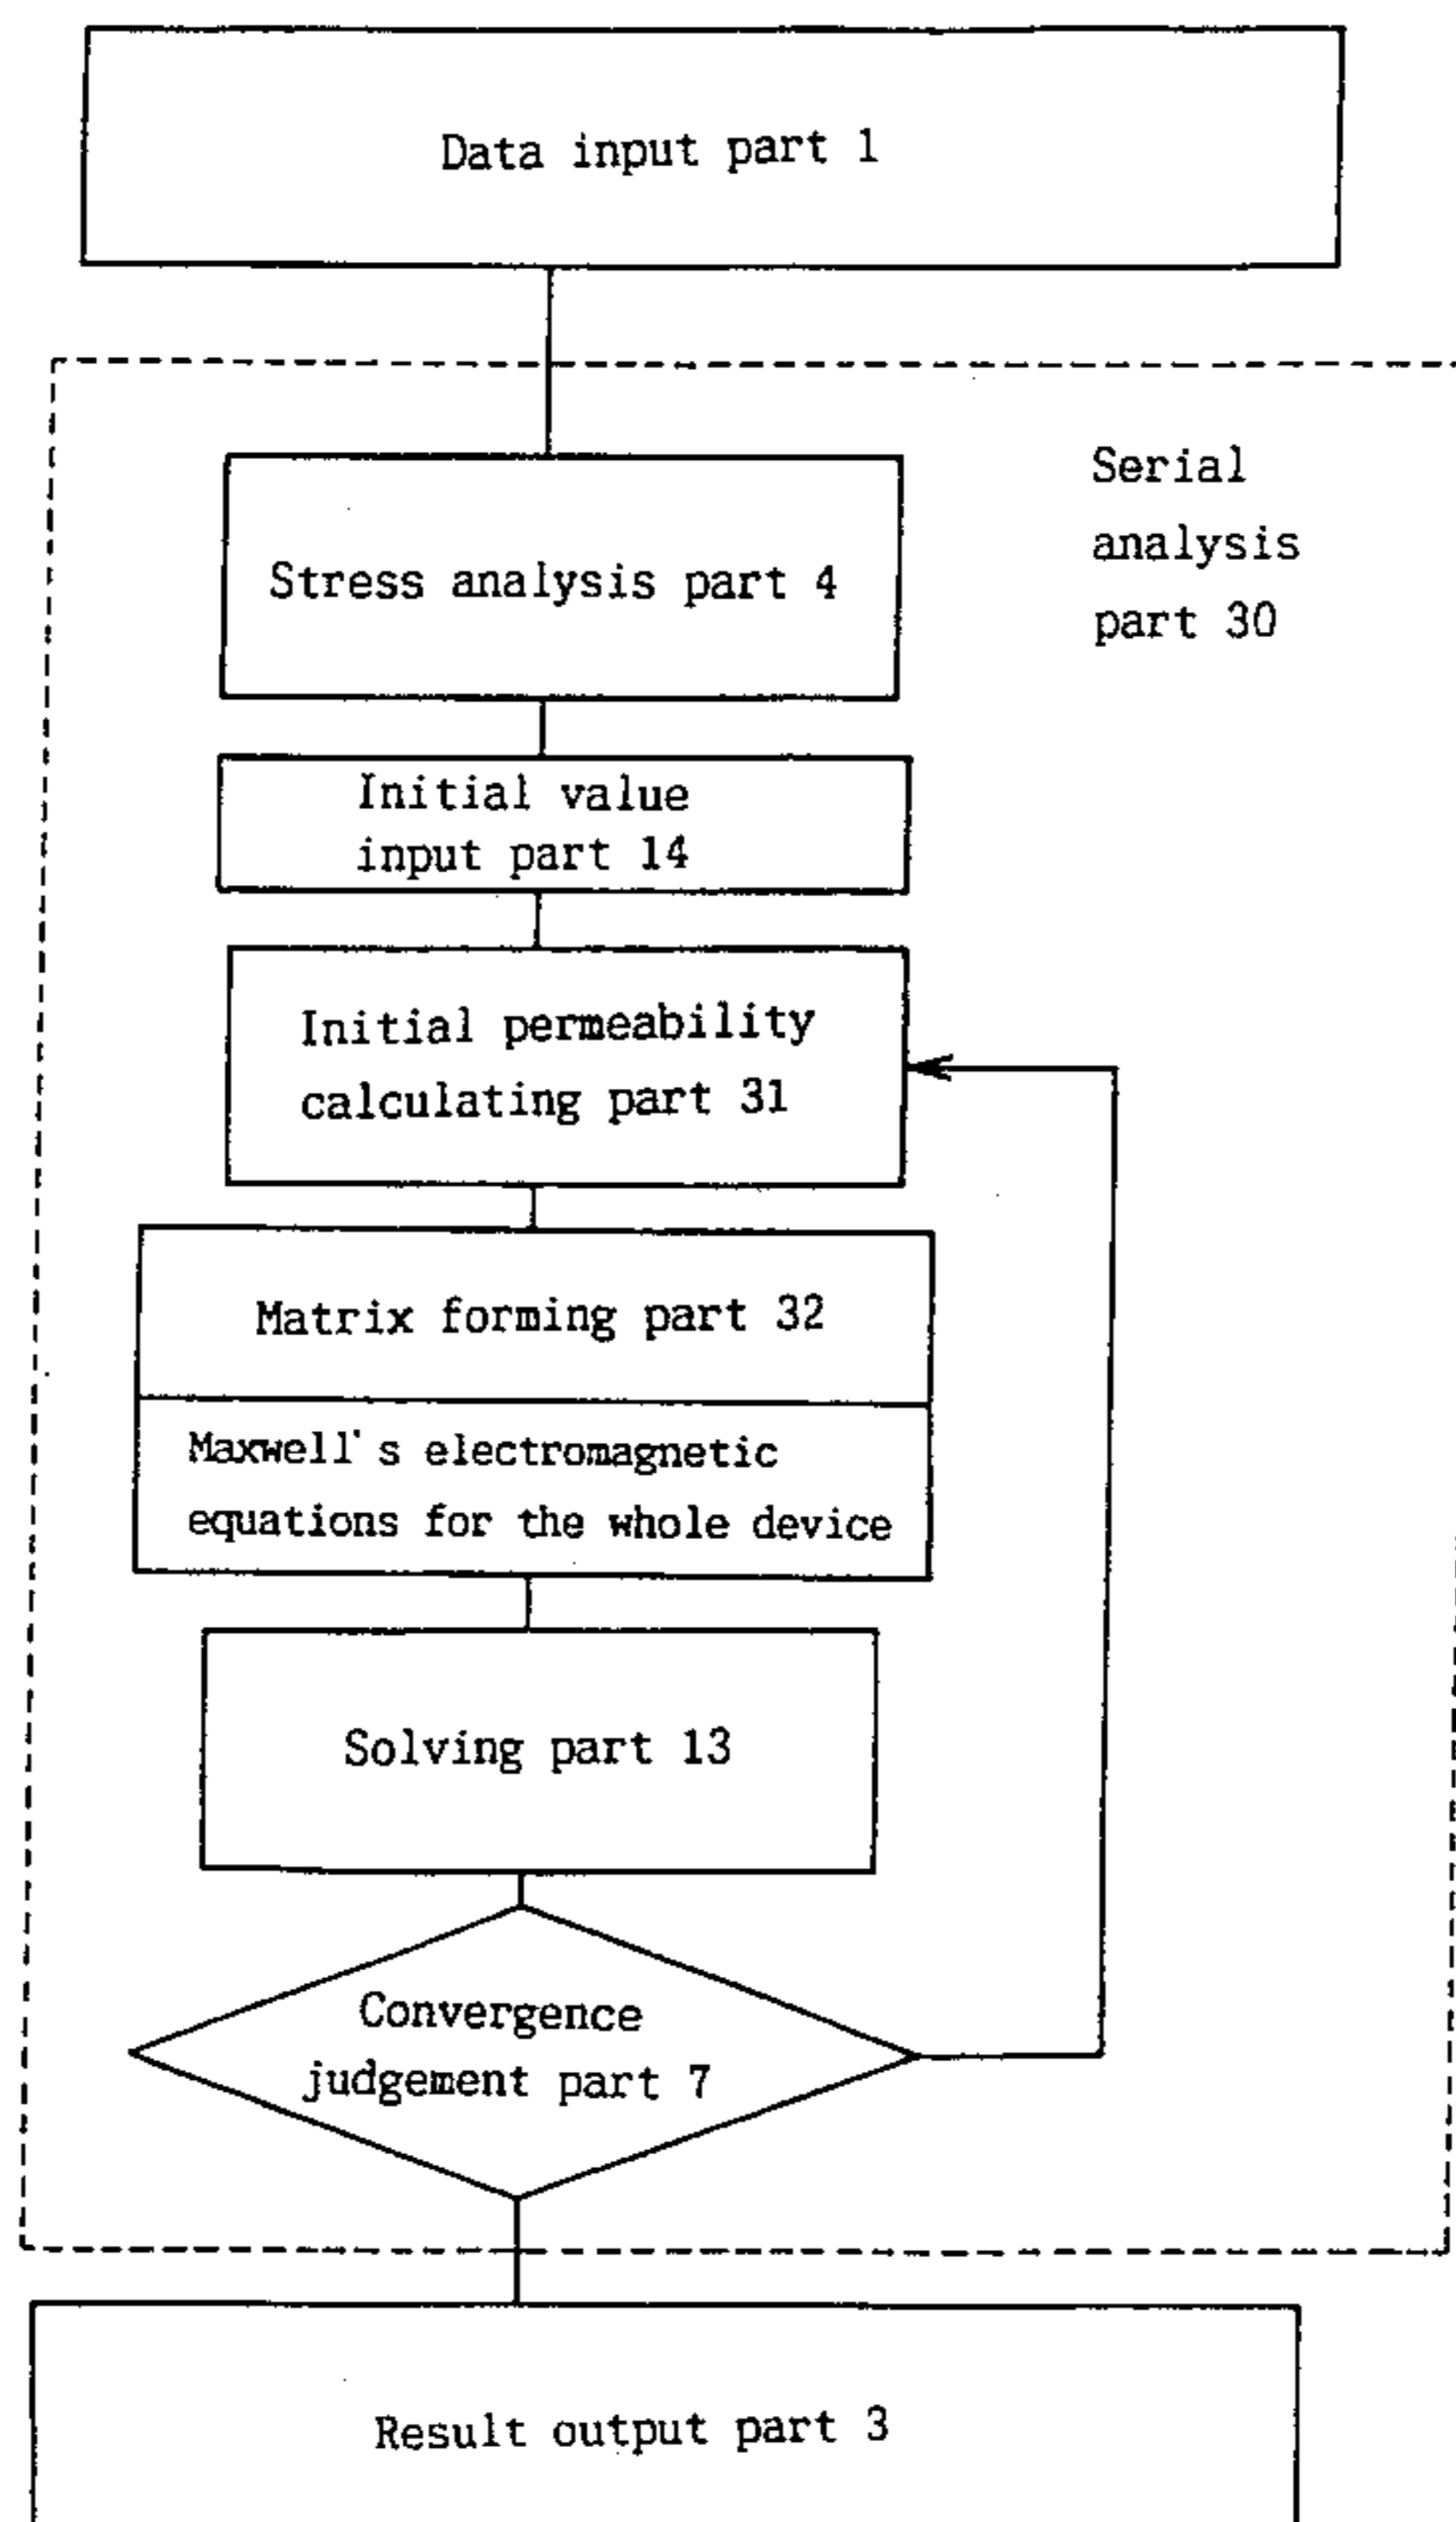 Data input part 1
Serial
analysis
part 30
Stress analysis part 4
Initial value
input part 14
Initial permeability
calculating part 31
Matrix forming part 32
Maxwell's electromagnetic
equations for the whole device
Solving part 13
Convergence
judgement part 7
Result output part 3